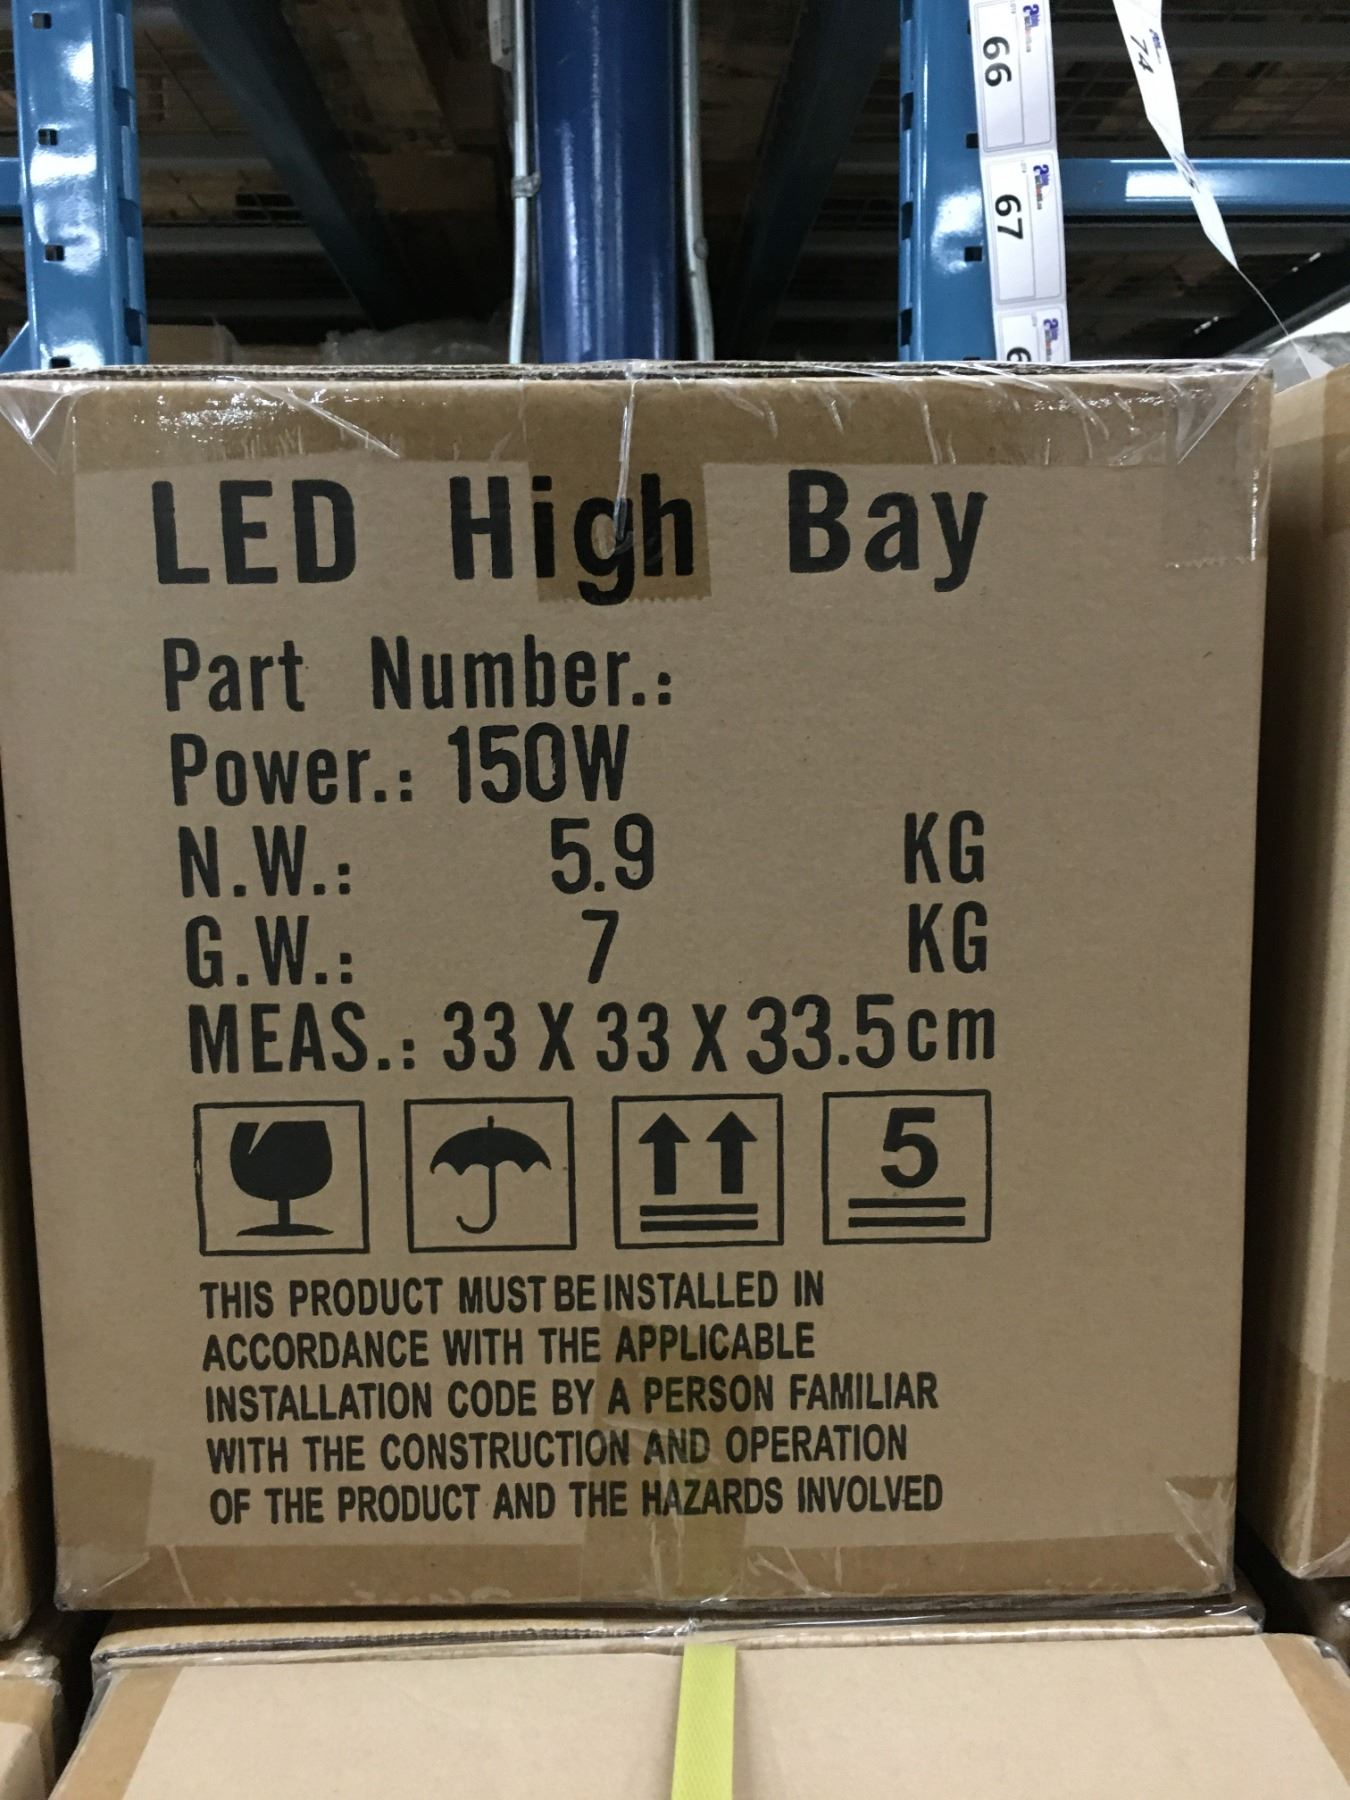 66
67
74
LED High Bay
Part Number.:
Power.: 150W
N.W.: 5.9 KG
G.W.: 7 KG
MEAS.: 33 X 33 X 33.5cm
5
THIS PRODUCT MUST BE INSTALLED IN
ACCORDANCE WITH THE APPLICABLE
INSTALLATION CODE BY A PERSON FAMILIAR
WITH THE CONSTRUCTION AND OPERATION
OF THE PRODUCT AND THE HAZARDS INVOLVED